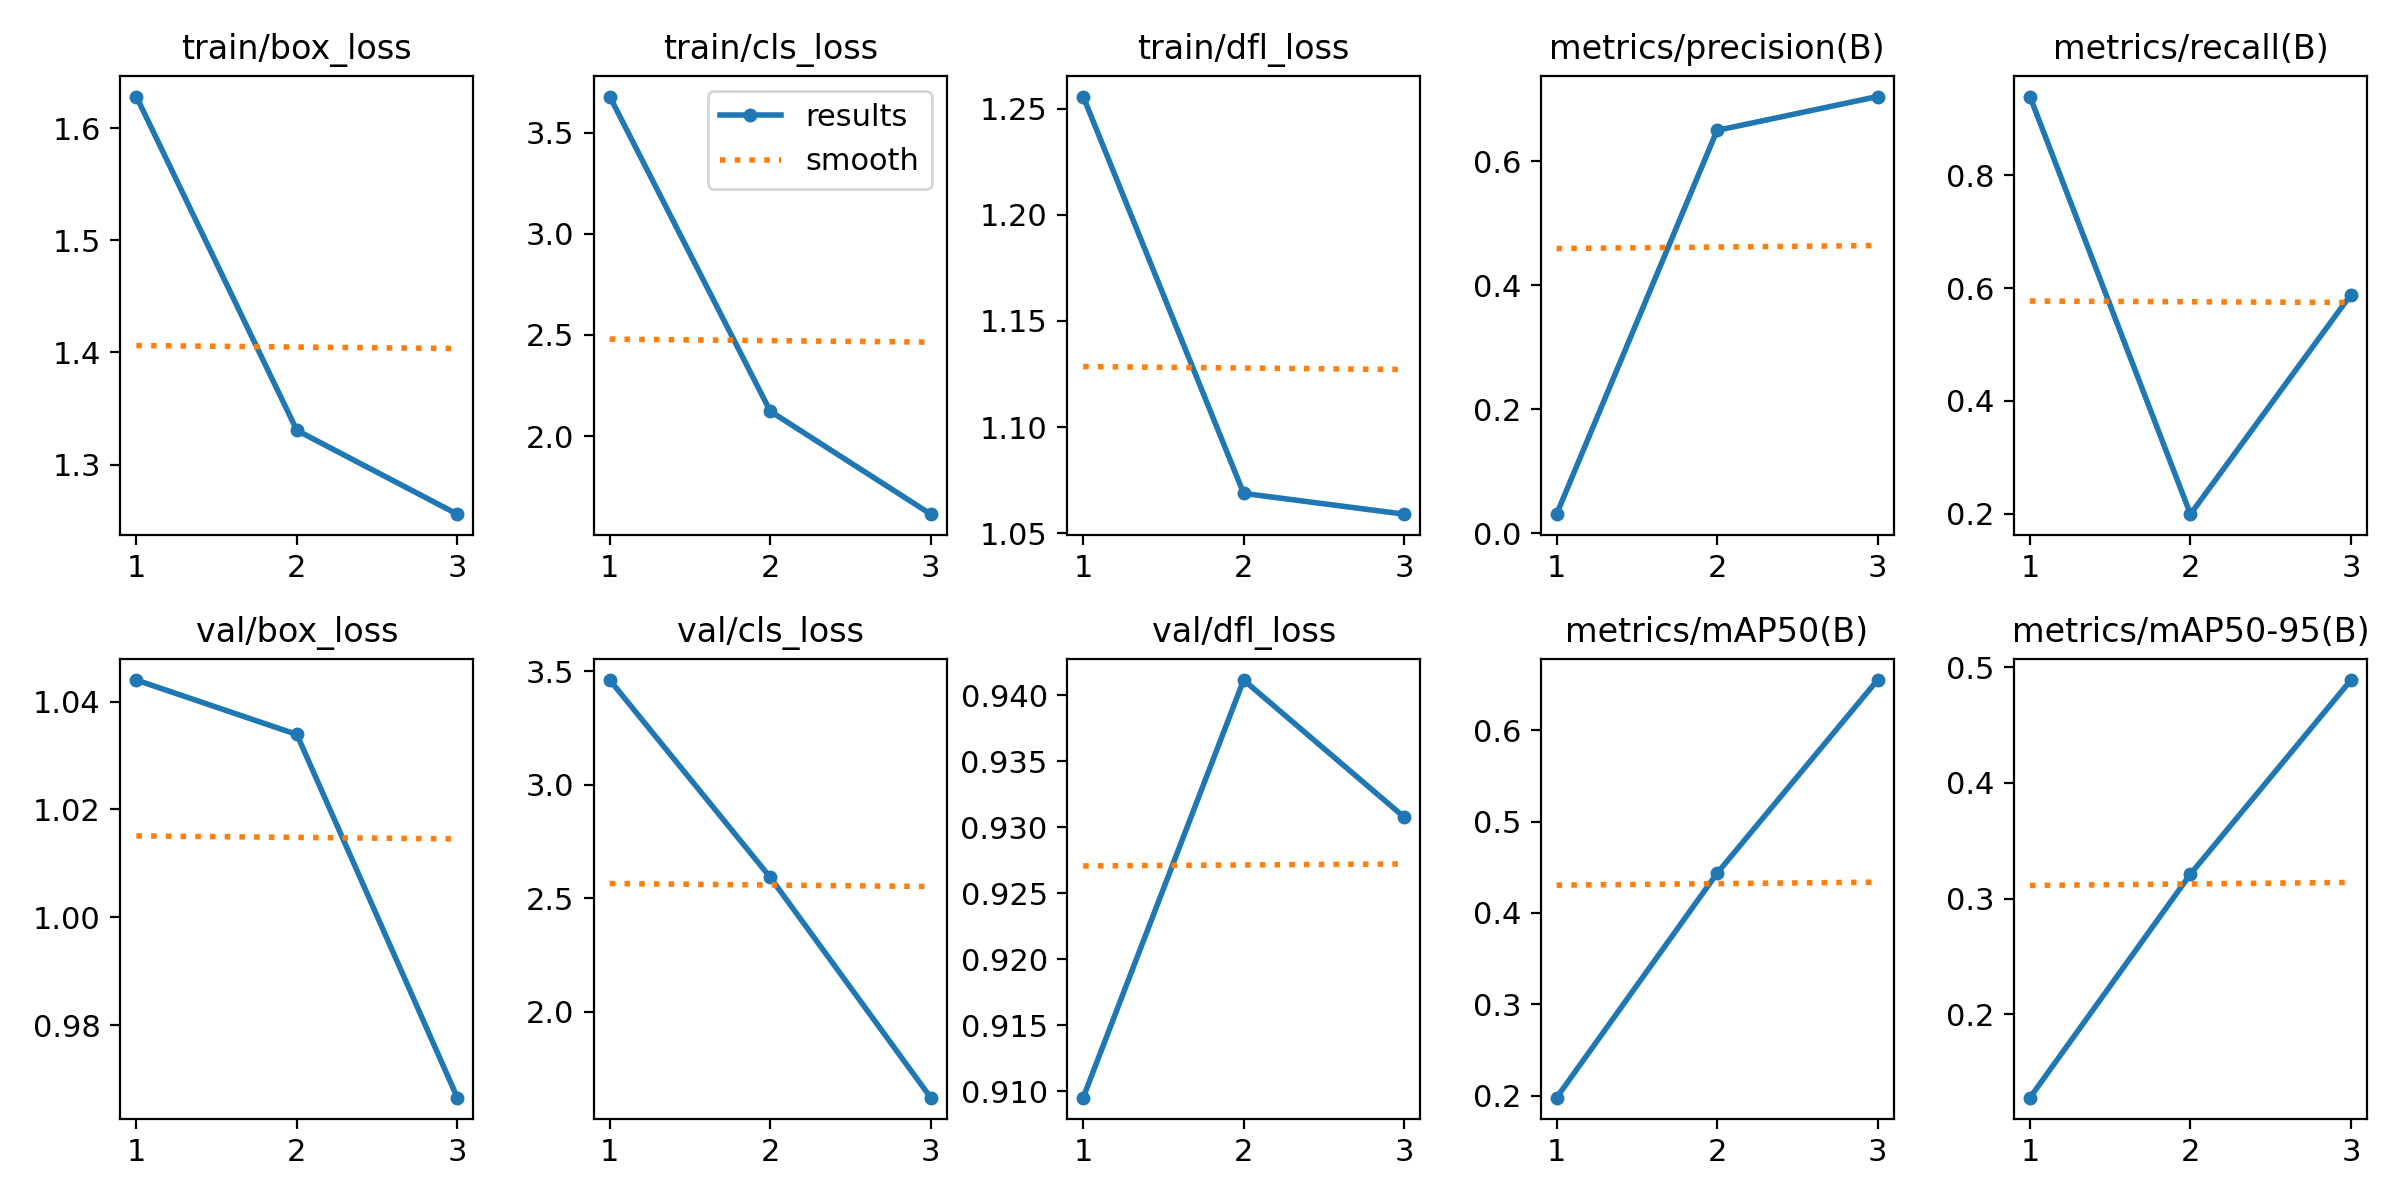 train/box_loss
1.6
1.5
1.4
1.3
1 2 3
train/cls_loss
results
smooth
3.5
3.0
2.5
2.0
1 2 3
train/dfl_loss
1.25
1.20
1.15
1.10
1.05
1 2 3
metrics/precision(B)
0.6
0.4
0.2
0.0
1 2 3
metrics/recall(B)
0.8
0.6
0.4
0.2
1 2 3
val/box_loss
1.04
1.02
1.00
0.98
1 2 3
val/cls_loss
3.5
3.0
2.5
2.0
1 2 3
val/dfl_loss
0.940
0.935
0.930
0.925
0.920
0.915
0.910
1 2 3
metrics/mAP50(B)
0.6
0.5
0.4
0.3
0.2
1 2 3
metrics/mAP50-95(B)
0.5
0.4
0.3
0.2
1 2 3